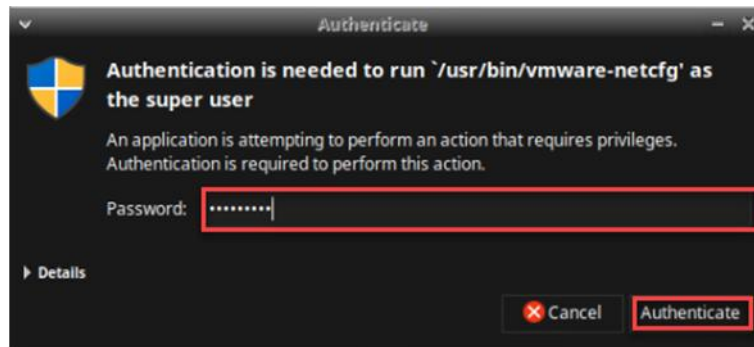 Authenticate
Authentication is needed to run `/usr/bin/vmware-netcfg' as
the super user
An application is attempting to perform an action that requires privileges.
Authentication is required to perform this action.
Password: •••••••••
Details
Cancel Authenticate